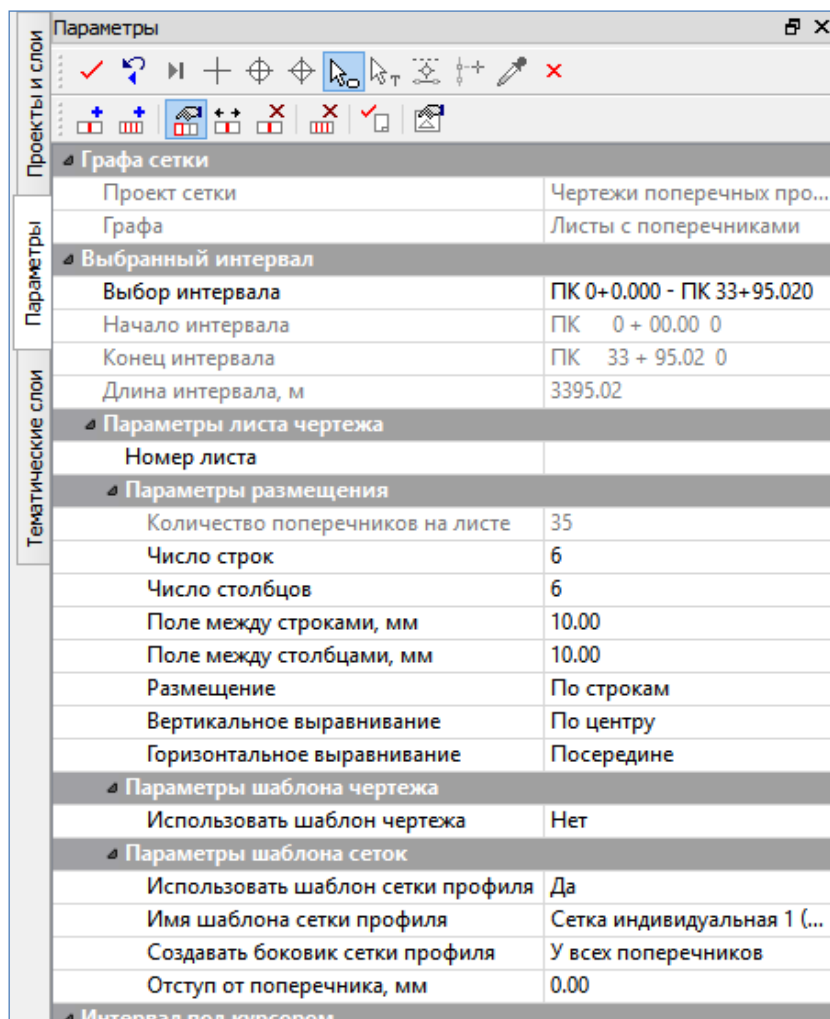 Параметры
Проекты и слои
Параметры
Тематические слои
Графа сетки
Проект сетки Чертежи поперечных про...
Графа Листы с поперечниками
Выбранный интервал
Выбор интервала ПК 0+0.000 - ПК 33+95.020
Начало интервала ПК 0 + 00.00 0
Конец интервала ПК 33 + 95.02 0
Длина интервала, м 3395.02
Параметры листа чертежа
Номер листа
Параметры размещения
Количество поперечников на листе 35
Число строк 6
Число столбцов 6
Поле между строками, мм 10.00
Поле между столбцами, мм 10.00
Размещение По строкам
Вертикальное выравнивание По центру
Горизонтальное выравнивание Посередине
Параметры шаблона чертежа
Использовать шаблон чертежа Нет
Параметры шаблона сеток
Использовать шаблон сетки профиля Да
Имя шаблона сетки профиля Сетка индивидуальная 1 (...
Создавать боковик сетки профиля У всех поперечников
Отступ от поперечника, мм 0.00
Интервал под курсором